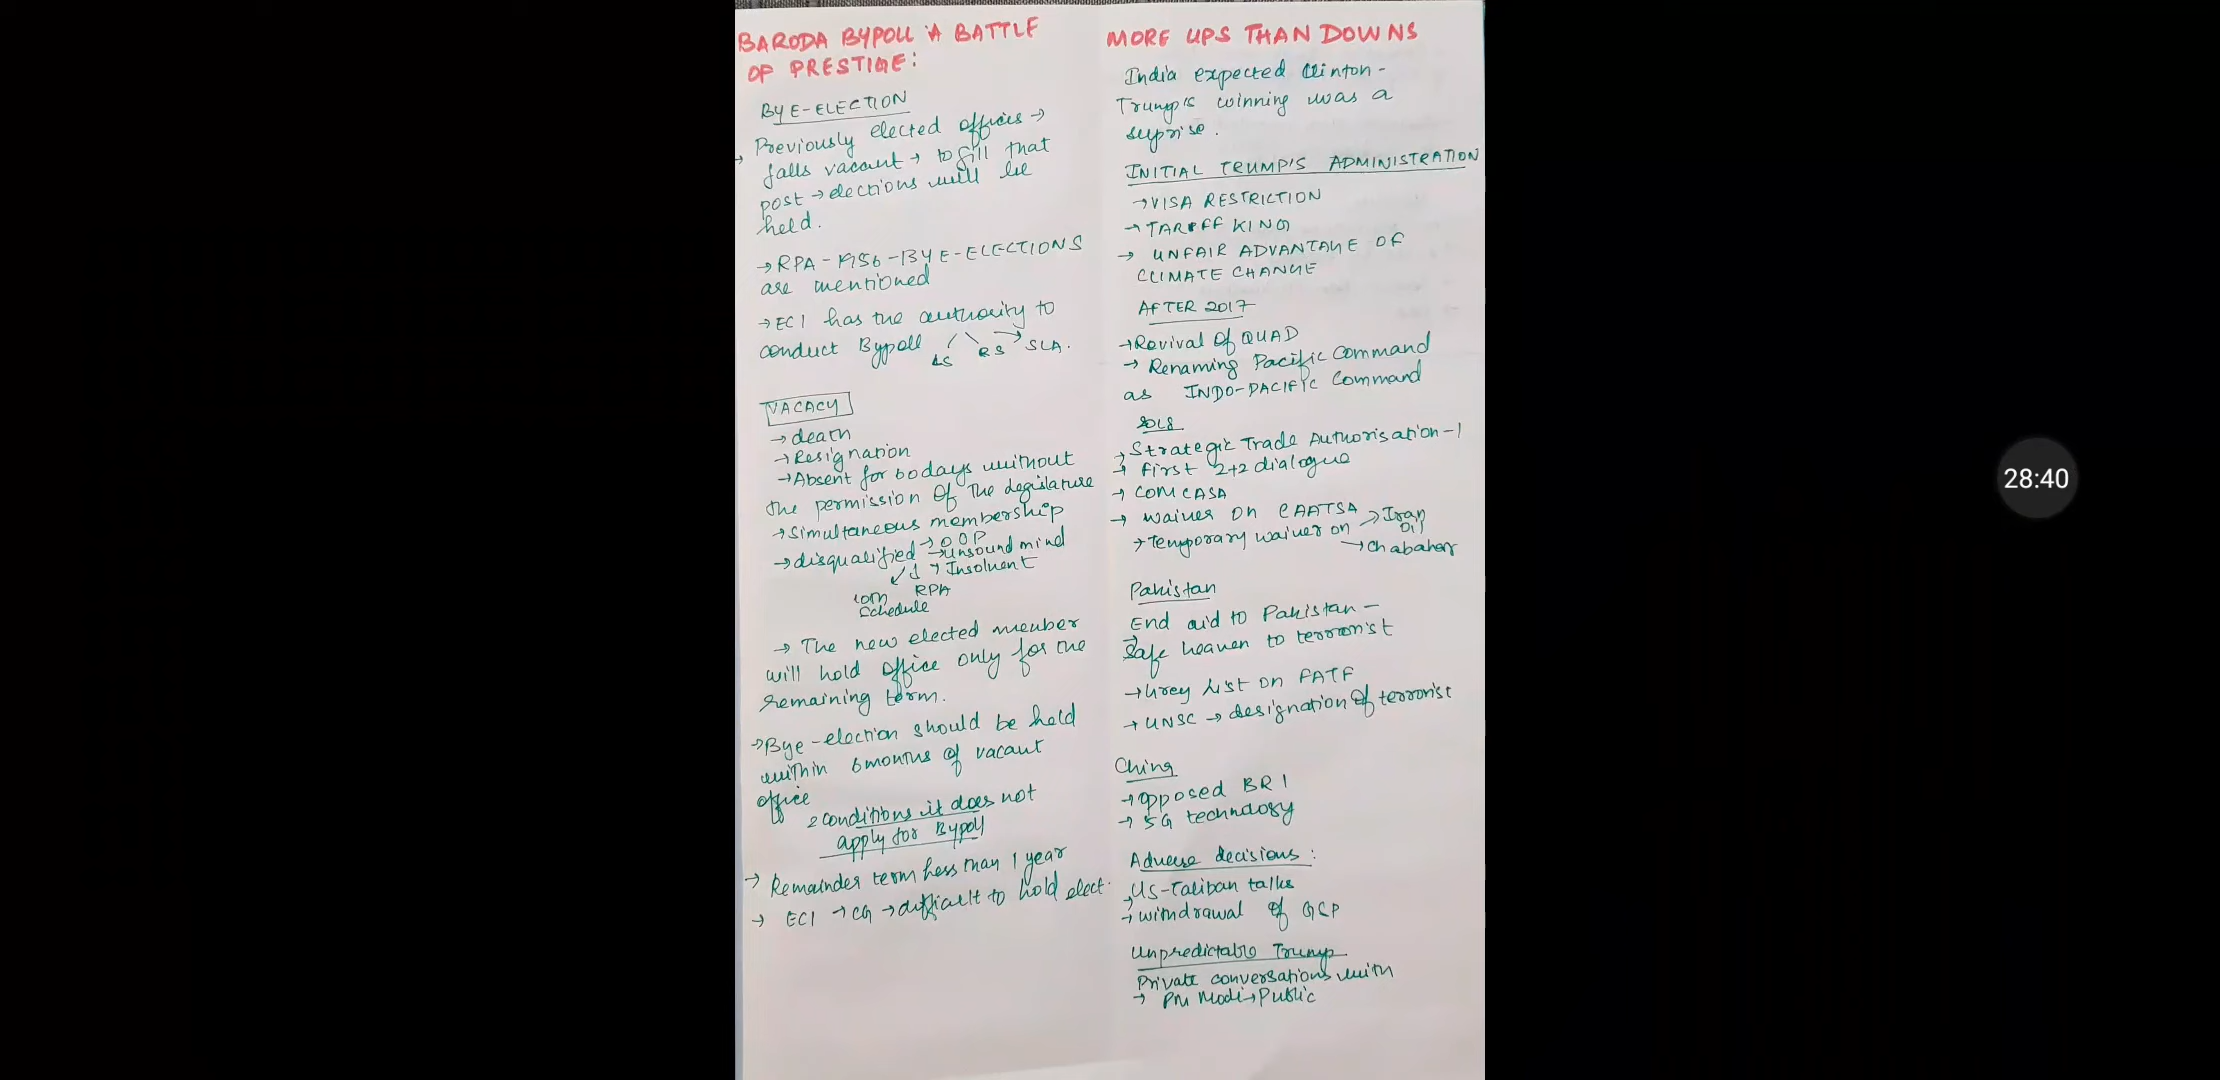 BARODA BYPOLL A BATTLE
OF PRESTIGE:
BYE-ELECTION
→ Previously elected offices →
falls vacant → to fill that
post → elections will be
held.
→ RPA - 1956 - BYE-ELECTIONS
are mentioned
→ ECI has the authority to
conduct Bypoll LS RS SLA.
VACACY
→ death
→ Resignation
→ Absent for 60 days without
the permission of the legislature
→ Simultaneous membership
→ disqualified → OOP
→ unsound mind
→ Insolvent
RPA
10th
Schedule
→ The new elected member
will hold office only for the
remaining term.
→ Bye-election should be held
within 6 months of vacant
office
2 conditions it does not
apply for Bypoll
→ Remainder term less than 1 year
→ ECI → CG → difficult to hold elect.
MORE UPS THAN DOWNS
India expected Clinton -
Trump's winning was a
surprise.
INITIAL TRUMP'S ADMINISTRATION
→ VISA RESTRICTION
→ TARIFF KING
→ UNFAIR ADVANTAGE OF
CLIMATE CHANGE
AFTER 2017
→ Revival of QUAD
→ Renaming Pacific Command
as INDO-PACIFIC Command
2018
→ Strategic Trade Authorisation-1
→ first 2+2 dialogue
→ COMCASA
→ waiver on CAATSA
→ Temporary waiver on → Iran
Oil
→ Chabahar
Pakistan
End aid to Pakistan -
→ Safe heaven to terrorist
→ Grey list on FATF
→ UNSC → designation of terrorist
China
→ opposed BRI
→ 5G technology
Adverse decisions:
→ US-Taliban talks
→ withdrawal of GSP
Unpredictable Trump
Private conversations with
→ PM Modi → Public
28:40